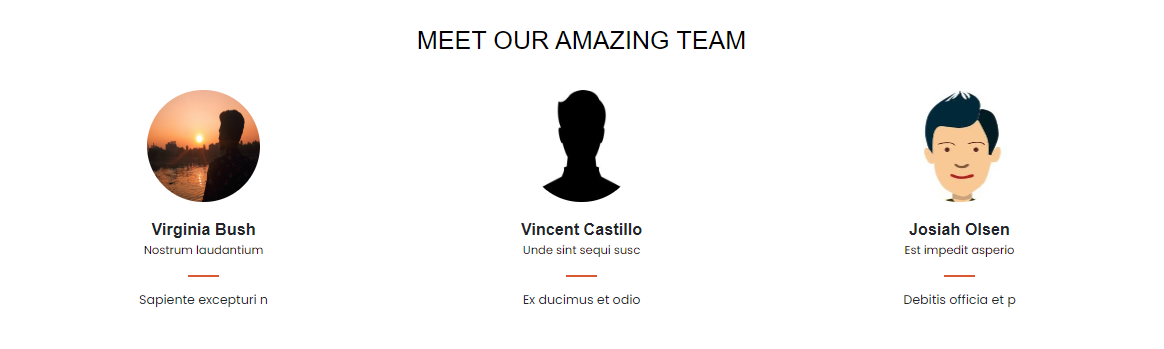 MEET OUR AMAZING TEAM
Virginia Bush
Nostrum laudantium
Sapiente excepturi n
Vincent Castillo
Unde sint sequi susc
Ex ducimus et odio
Josiah Olsen
Est impedit asperio
Debitis officia et p